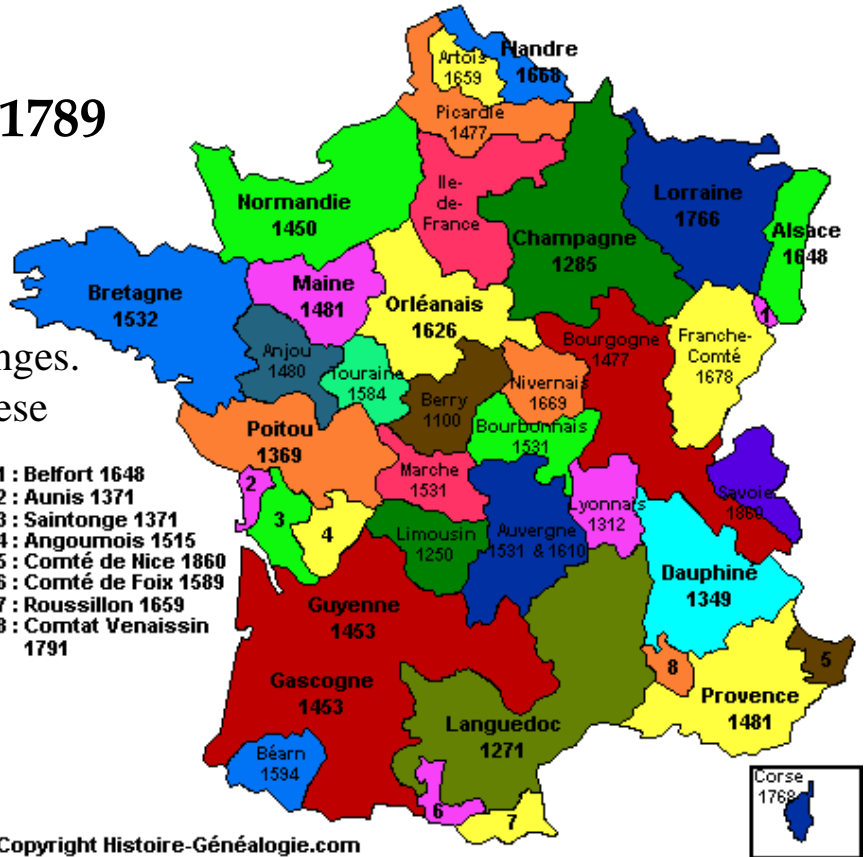 1789
Flandre
1668
Artois
1659
Picardie
1477
Ile-
de-
France
Normandie
1450
Champagne
1285
Lorraine
1766
Alsace
1648
Bretagne
1532
Maine
1481
Orléanais
1626
1
Bourgogne
1477
Franche-
Comté
1678
nges.
Anjou
1480
Touraine
1584
Berry
1100
Nivernais
1669
ese
Poitou
1369
Bourbonnais
1531
Marche
1531
Lyonnais
1312
Savoie
1860
2
3
4
Limousin
1250
Auvergne
1531 & 1610
1 : Belfort 1648
2 : Aunis 1371
3 : Saintonge 1371
4 : Angoumois 1515
5 : Comté de Nice 1860
6 : Comté de Foix 1589
7 : Roussillon 1659
8 : Comtat Venaissin
1791
Dauphiné
1349
Guyenne
1453
Gascogne
1453
8
5
Provence
1481
Languedoc
1271
Béarn
1594
6
7
Corse
1768
Copyright Histoire-Généalogie.com